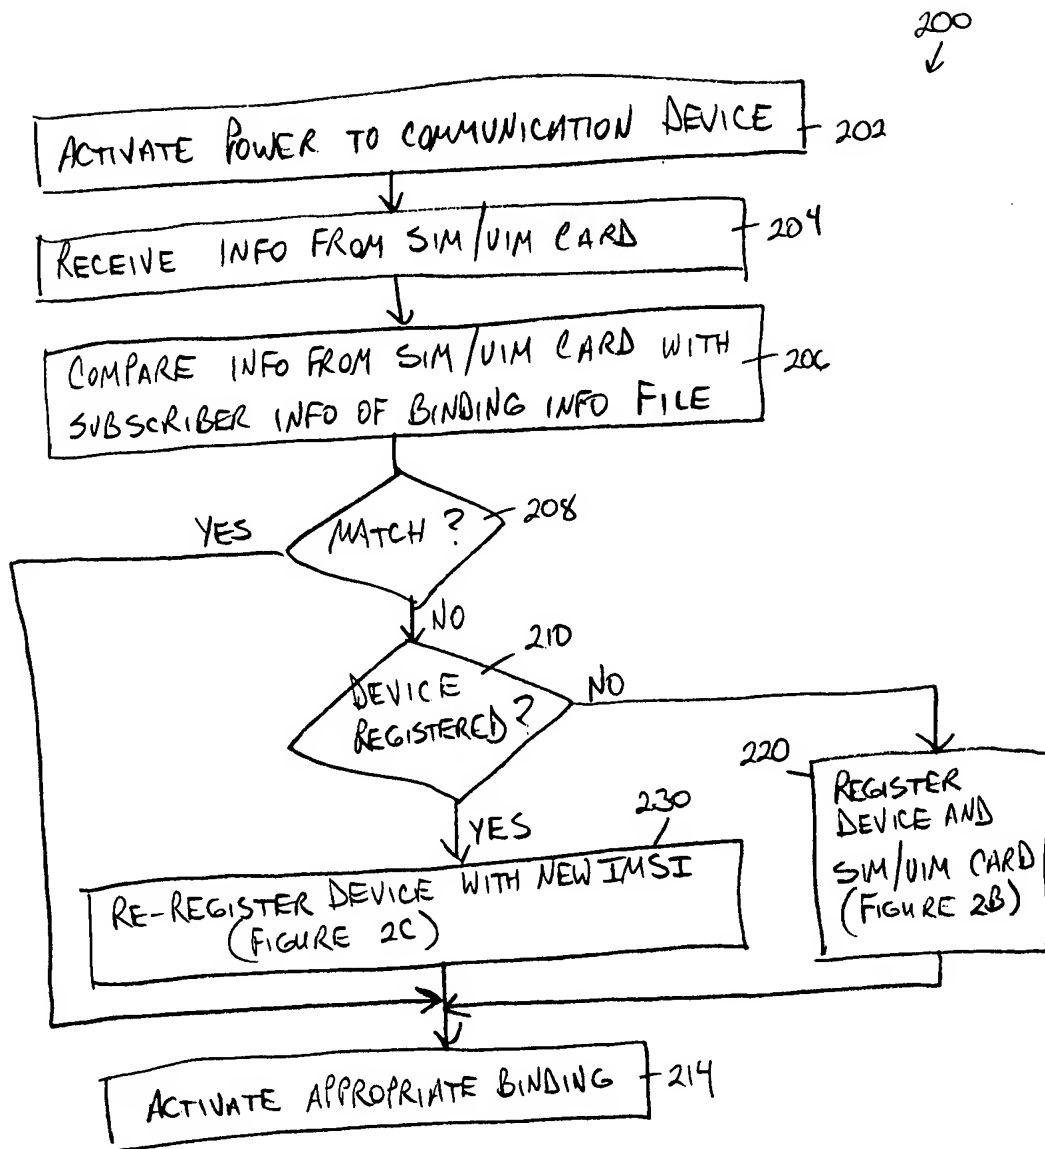 200
ACTIVATE POWER TO COMMUNICATION DEVICE
202
RECEIVE INFO FROM SIM/UIM CARD
204
COMPARE INFO FROM SIM/UIM CARD WITH
SUBSCRIBER INFO OF BINDING INFO FILE
206
MATCH?
208
YES
NO
DEVICE
REGISTERED?
210
NO
YES
220
REGISTER
DEVICE AND
SIM/UIM CARD
(FIGURE 2B)
230
RE-REGISTER DEVICE WITH NEW IMSI
(FIGURE 2C)
ACTIVATE APPROPRIATE BINDING
214